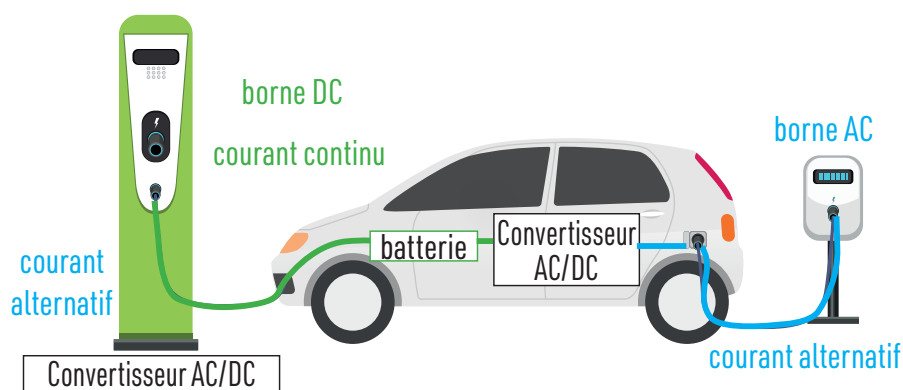 borne DC
courant continu
borne AC
batterie
Convertisseur
AC/DC
courant
alternatif
courant alternatif
Convertisseur AC/DC